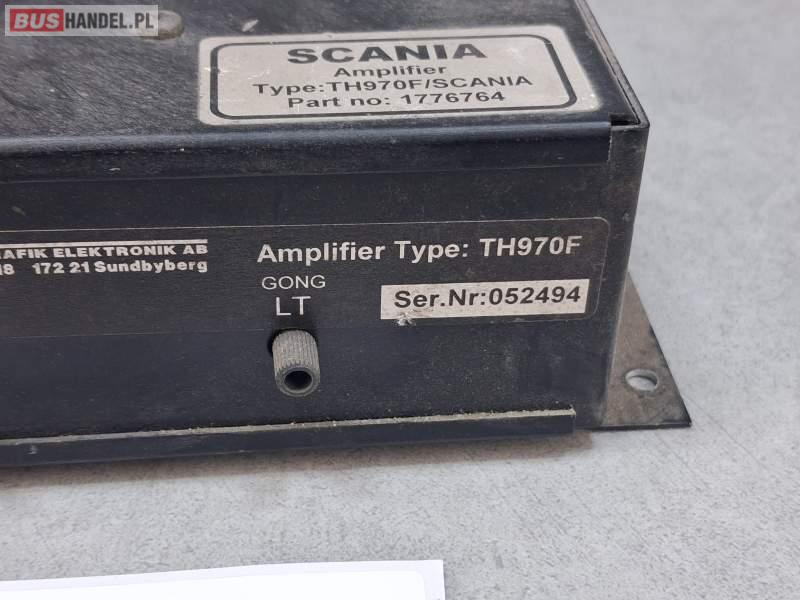 BUSHANDEL.PL
SCANIA
Amplifier
Type:TH970F/SCANIA
Part no: 1776764
AFIK ELEKTRONIK AB
172 21 Sundbyberg
Amplifier Type: TH970F
GONG
LT
Ser.Nr:052494